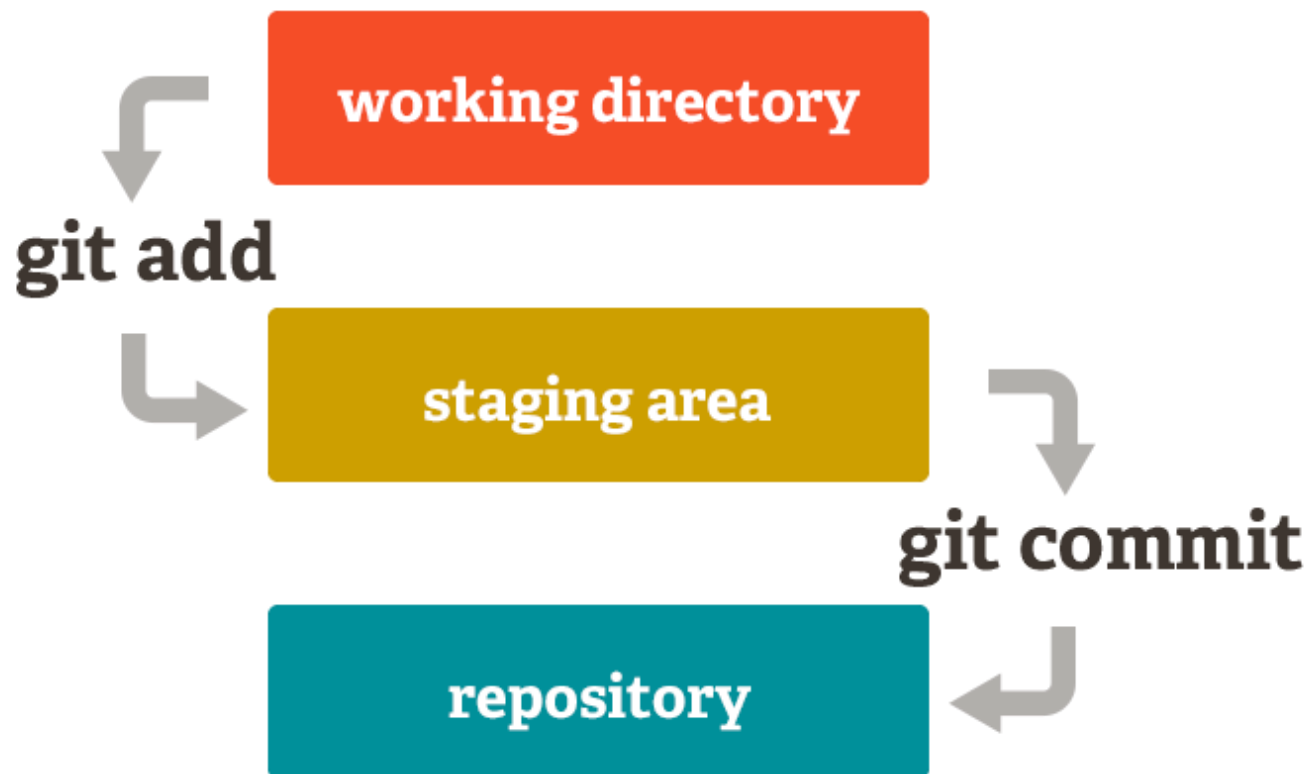 working directory
git add
staging area
git commit
repository